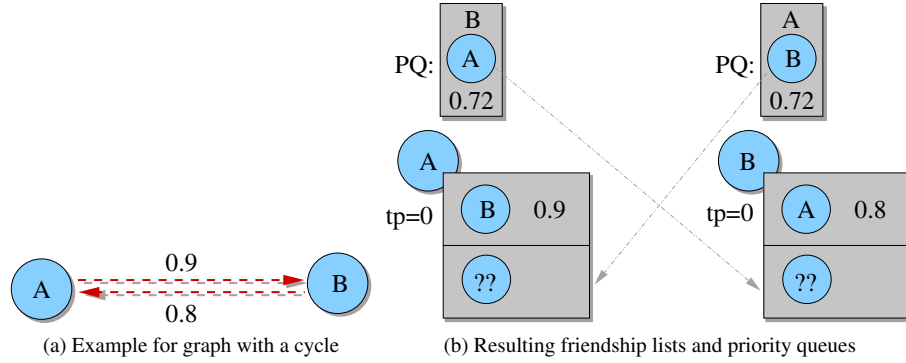 B A
PQ: A PQ: B
0.72 0.72
A B
tp=0 B 0.9 tp=0 A 0.8
?? ??
0.9
A B
0.8
(a) Example for graph with a cycle
(b) Resulting friendship lists and priority queues